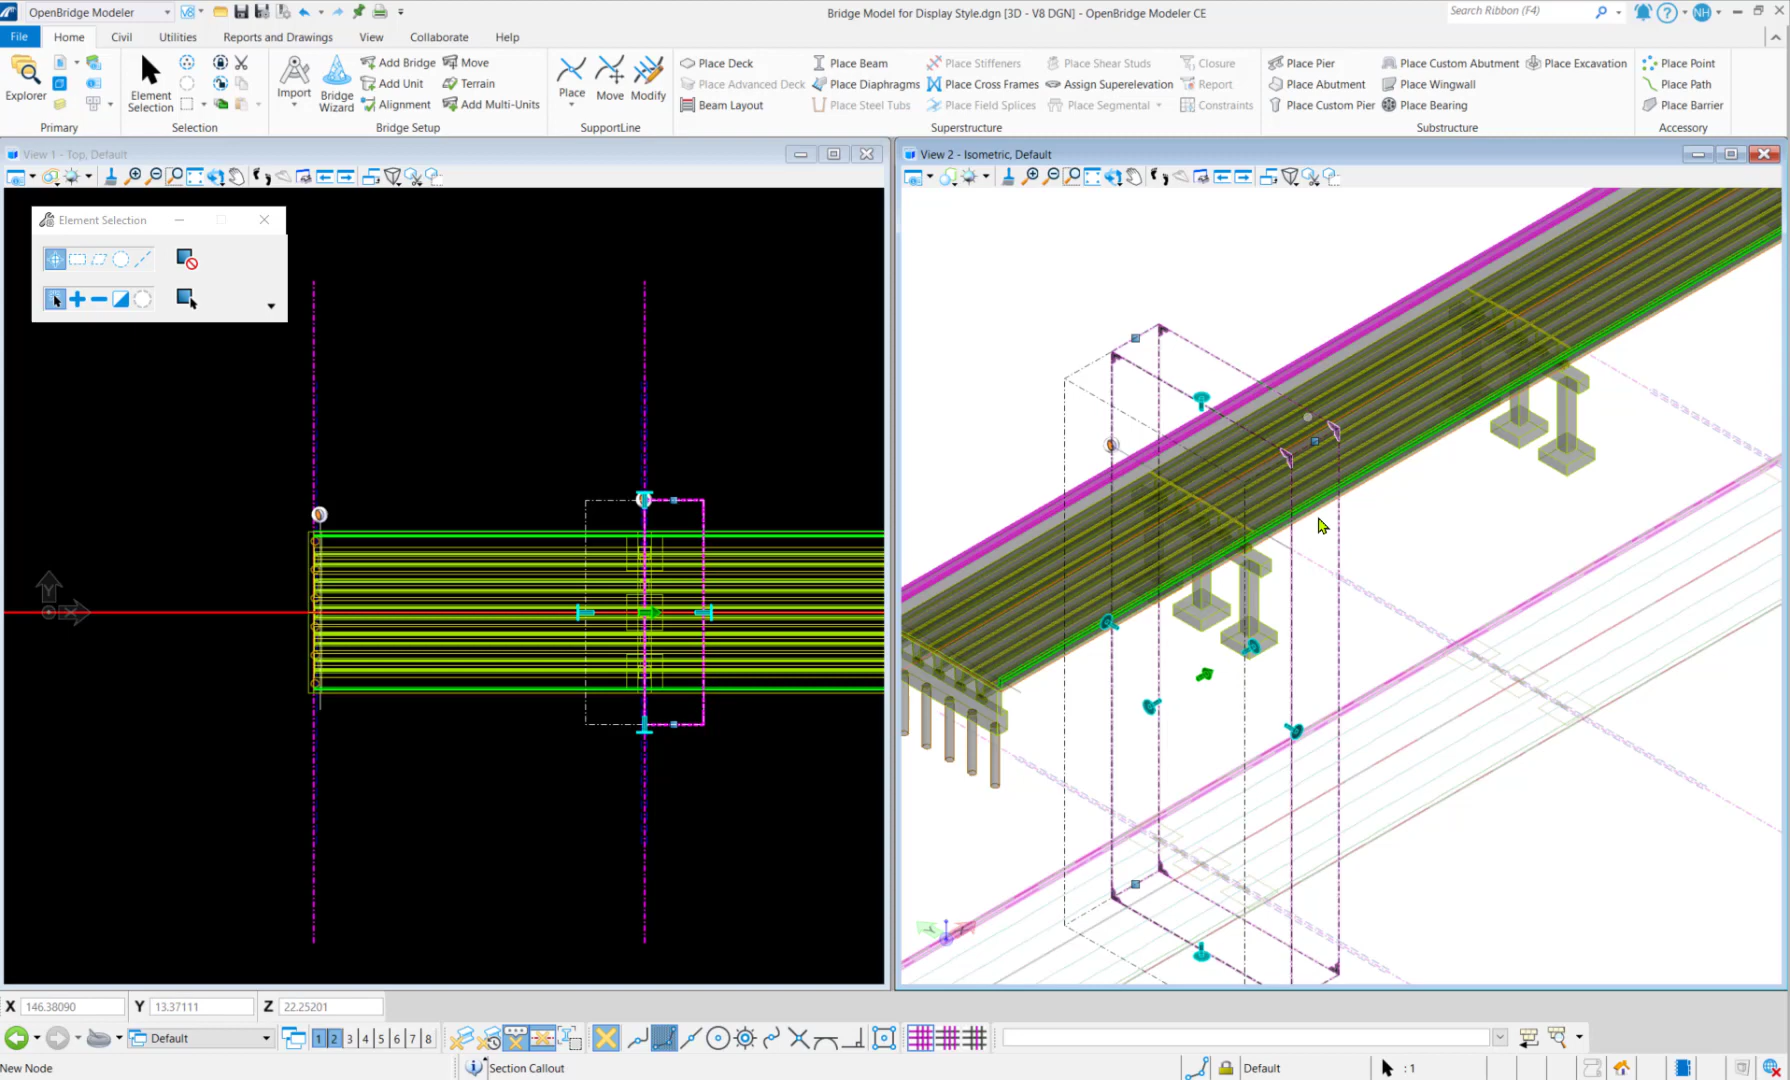 OpenBridge Modeler
V8
Bridge Model for Display Style.dgn [3D - V8 DGN] - OpenBridge Modeler CE
Search Ribbon (F4)
NH
File
Home
Civil
Utilities
Reports and Drawings
View
Collaborate
Help
Explorer
Primary
Element
Selection
Selection
Import
Bridge
Wizard
Add Bridge
Add Unit
Alignment
Move
Terrain
Add Multi-Units
Bridge Setup
Place
Move
Modify
SupportLine
Place Deck
Place Advanced Deck
Beam Layout
Place Beam
Place Diaphragms
Place Steel Tubs
Place Stiffeners
Place Cross Frames
Place Field Splices
Place Shear Studs
Assign Superelevation
Place Segmental
Closure
Report
Constraints
Superstructure
Place Pier
Place Abutment
Place Custom Pier
Place Custom Abutment
Place Wingwall
Place Bearing
Place Excavation
Substructure
Place Point
Place Path
Place Barrier
Accessory
View 1 - Top, Default
View 2 - Isometric, Default
Element Selection
Y
X
X 146.38090 Y 13.37111 Z 22.25201
Default
1 2 3 4 5 6 7 8
New Node
Section Callout
Default
: 1